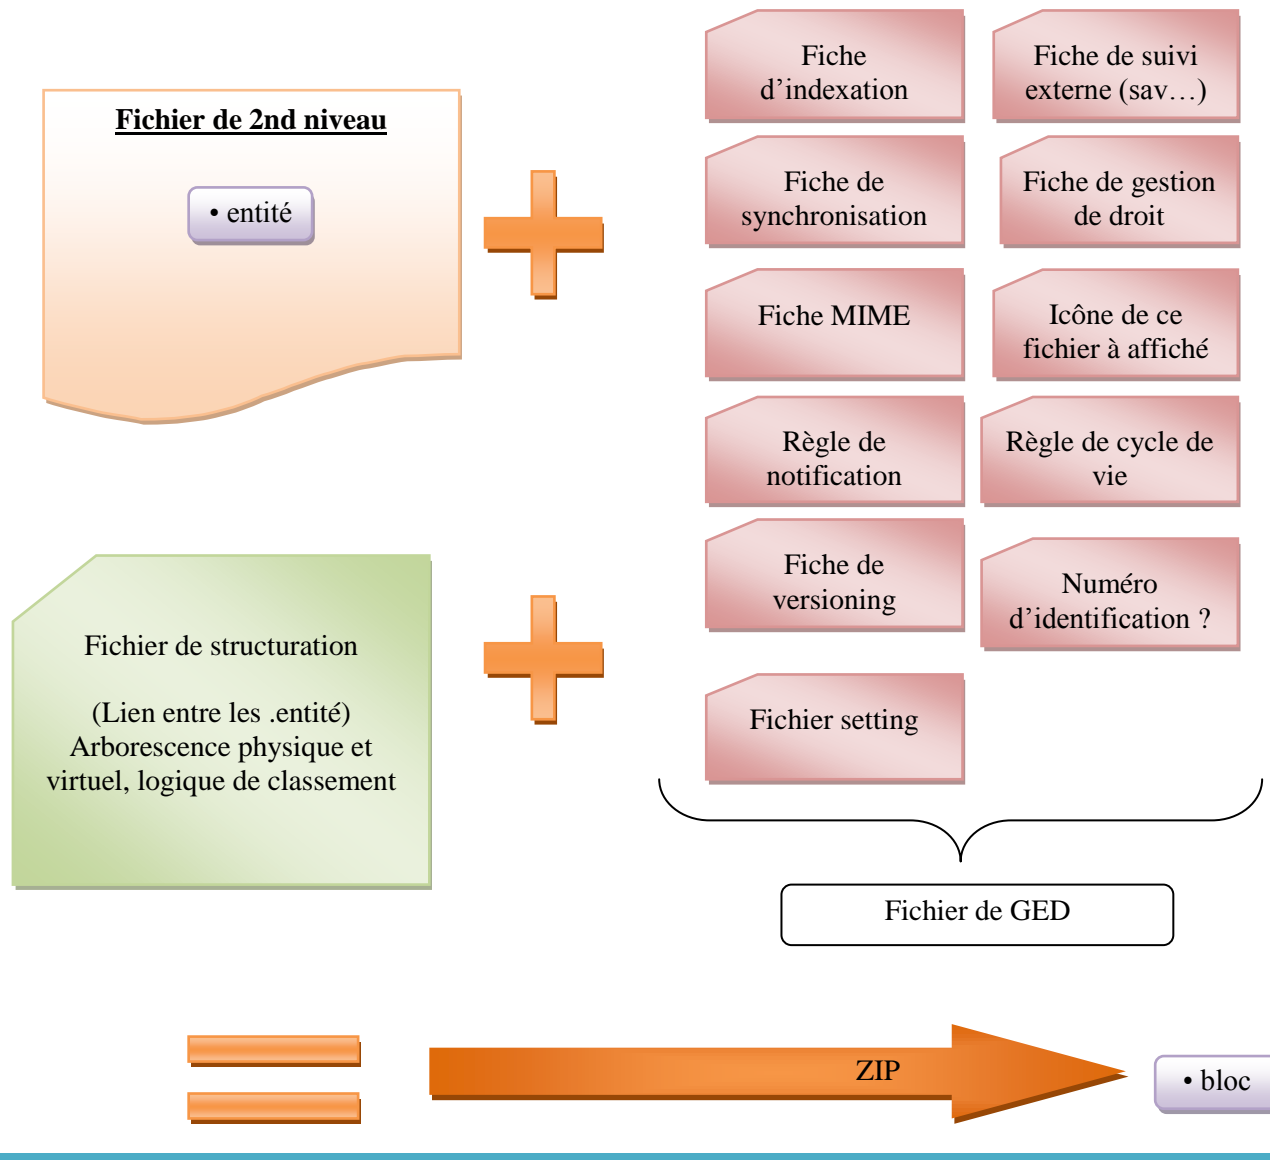 Fichier de 2nd niveau
• entité
Fichier de structuration
(Lien entre les .entité)
Arborescence physique et
virtuel, logique de classement
Fiche
d’indexation
Fiche de suivi
externe (sav…)
Fiche de
synchronisation
Fiche de gestion
de droit
Fiche MIME
Icône de ce
fichier à affiché
Règle de
notification
Règle de cycle de
vie
Fiche de
versioning
Numéro
d’identification ?
Fichier setting
Fichier de GED
ZIP
• bloc